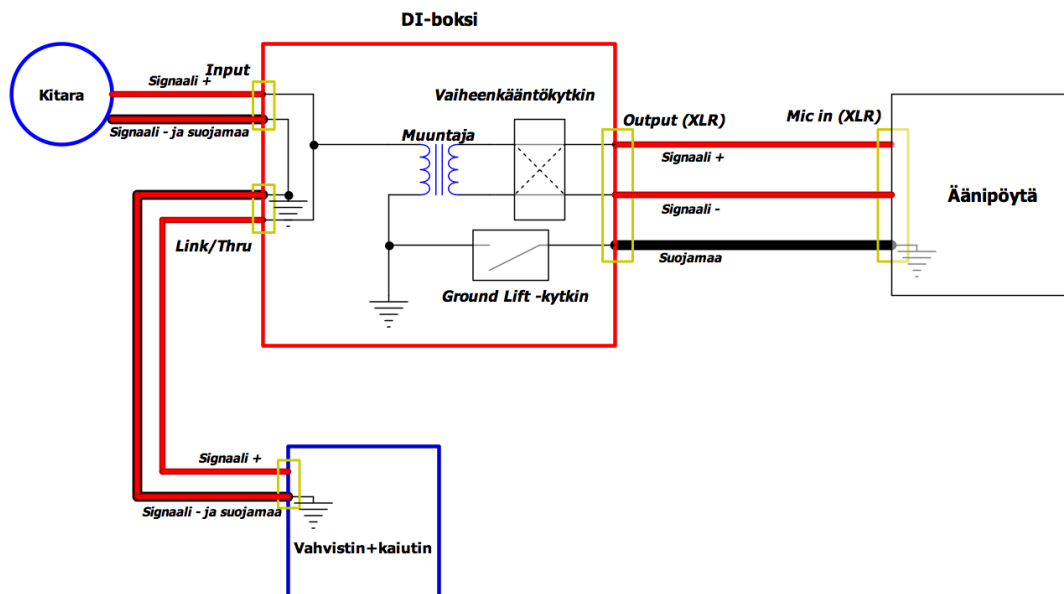 DI-boksi
Input
Signaali +
Kitara
Signaali - ja suojamaa
Vaiheenkääntökytkin
Muuntaja
Output (XLR)
Mic in (XLR)
Signaali +
Signaali -
Äänipöytä
Link/Thru
Suojamaa
Ground Lift -kytkin
Signaali +
Signaali - ja suojamaa
Vahvistin+kaiutin